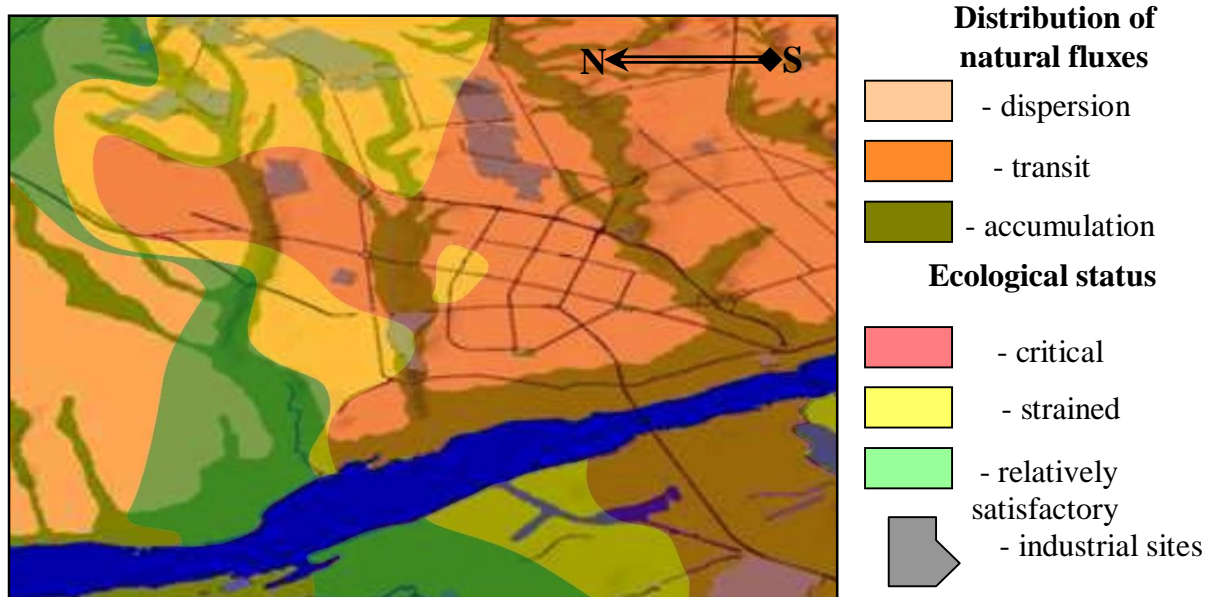 N S
Distribution of
natural fluxes
- dispersion
- transit
- accumulation
Ecological status
- critical
- strained
- relatively
satisfactory
- industrial sites